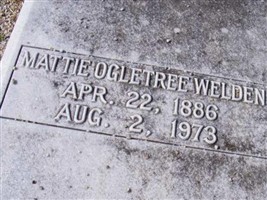 MATTIE OGLETREE WELDEN
APR. 22, 1886
AUG. 2, 1973